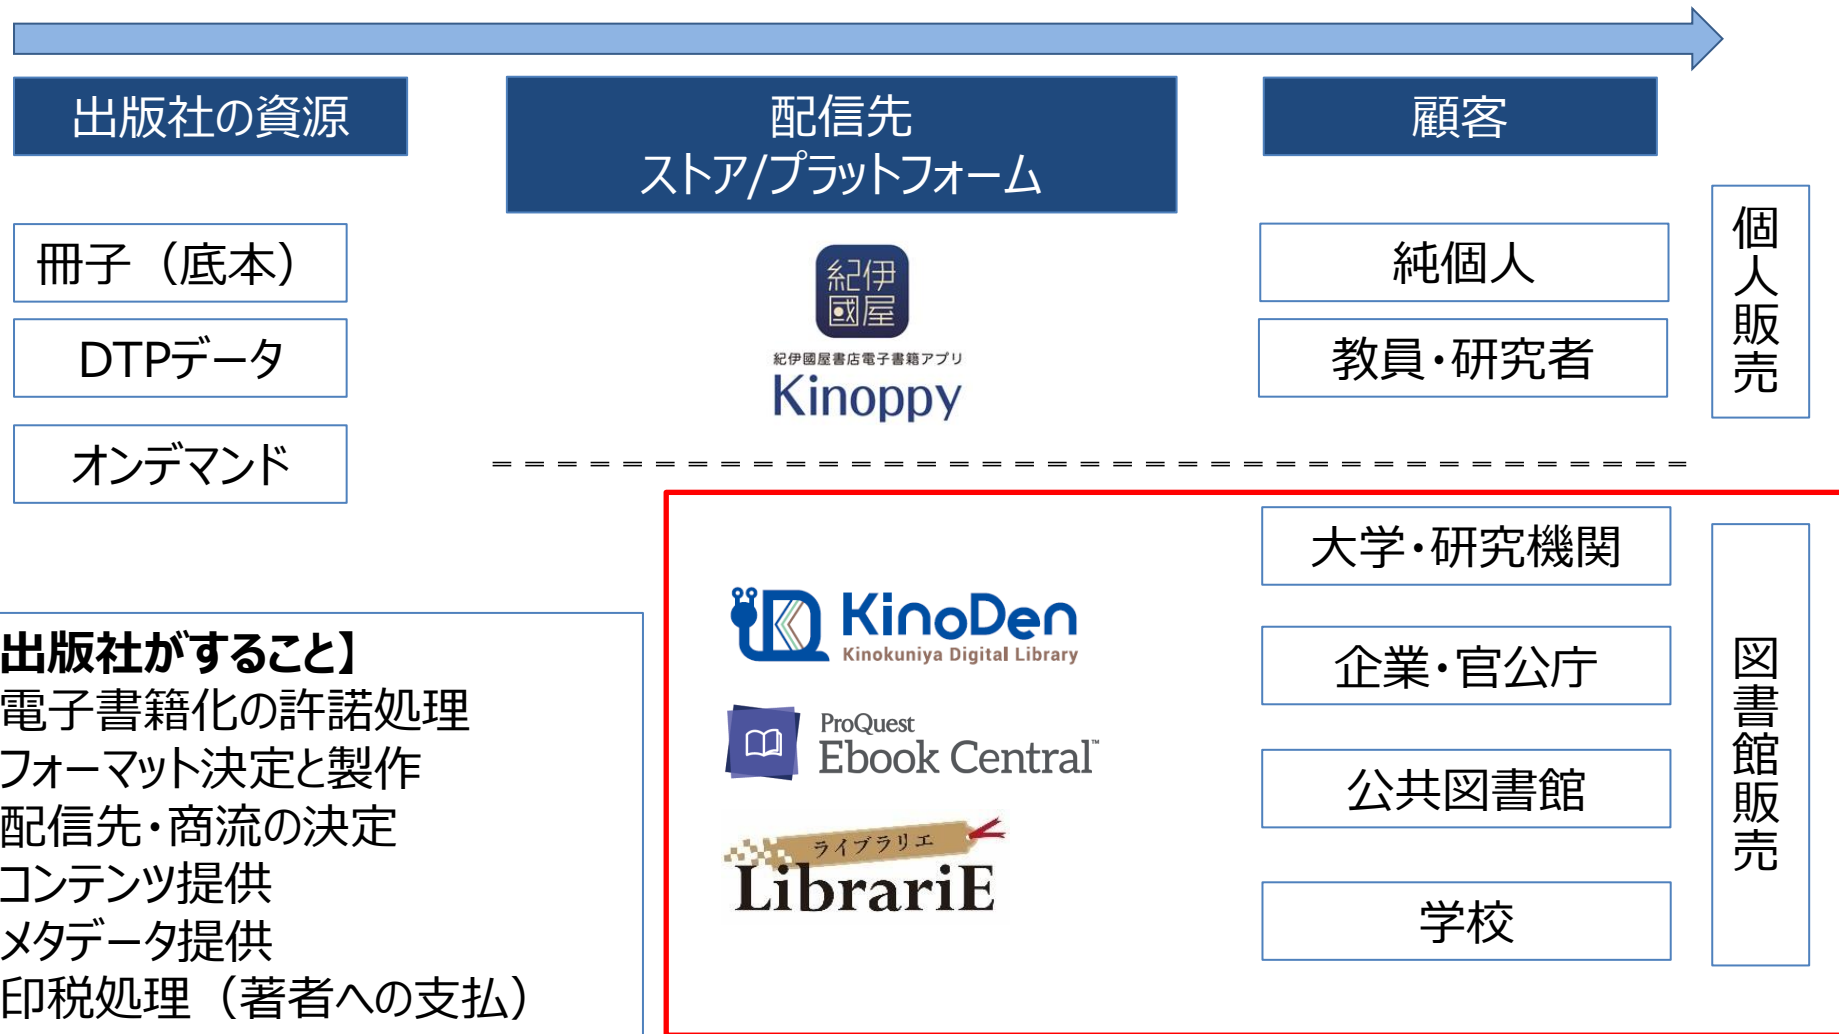 出版社の資源
配信先
ストア/プラットフォーム
顧客
冊子（底本）
DTPデータ
オンデマンド
紀伊
國屋
紀伊國屋書店電子書籍アプリ
Kinoppy
純個人
教員・研究者
個人販売
KinoDen
Kinokuniya Digital Library
ProQuest
Ebook Central™
ライブラリエ
LibrariE
大学・研究機関
企業・官公庁
公共図書館
学校
図書館販売
出版社がすること】
電子書籍化の許諾処理
フォーマット決定と製作
配信先・商流の決定
コンテンツ提供
メタデータ提供
印税処理（著者への支払）